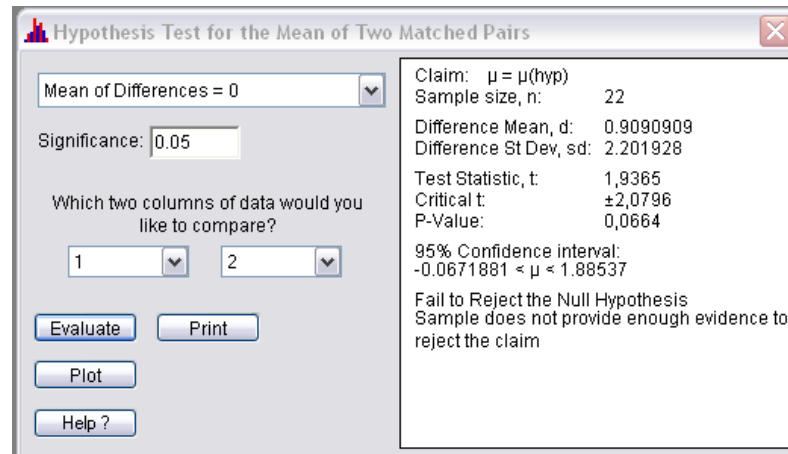 Hypothesis Test for the Mean of Two Matched Pairs
Mean of Differences = 0
Significance: 0.05
Which two columns of data would you
like to compare?
1 2
Evaluate Print
Plot
Help ?
Claim: μ = μ(hyp)
Sample size, n: 22
Difference Mean, d: 0.9090909
Difference St Dev, sd: 2.201928
Test Statistic, t: 1,9365
Critical t: ±2,0796
P-Value: 0,0664
95% Confidence interval:
-0.0671881 < μ < 1.88537
Fail to Reject the Null Hypothesis
Sample does not provide enough evidence to
reject the claim